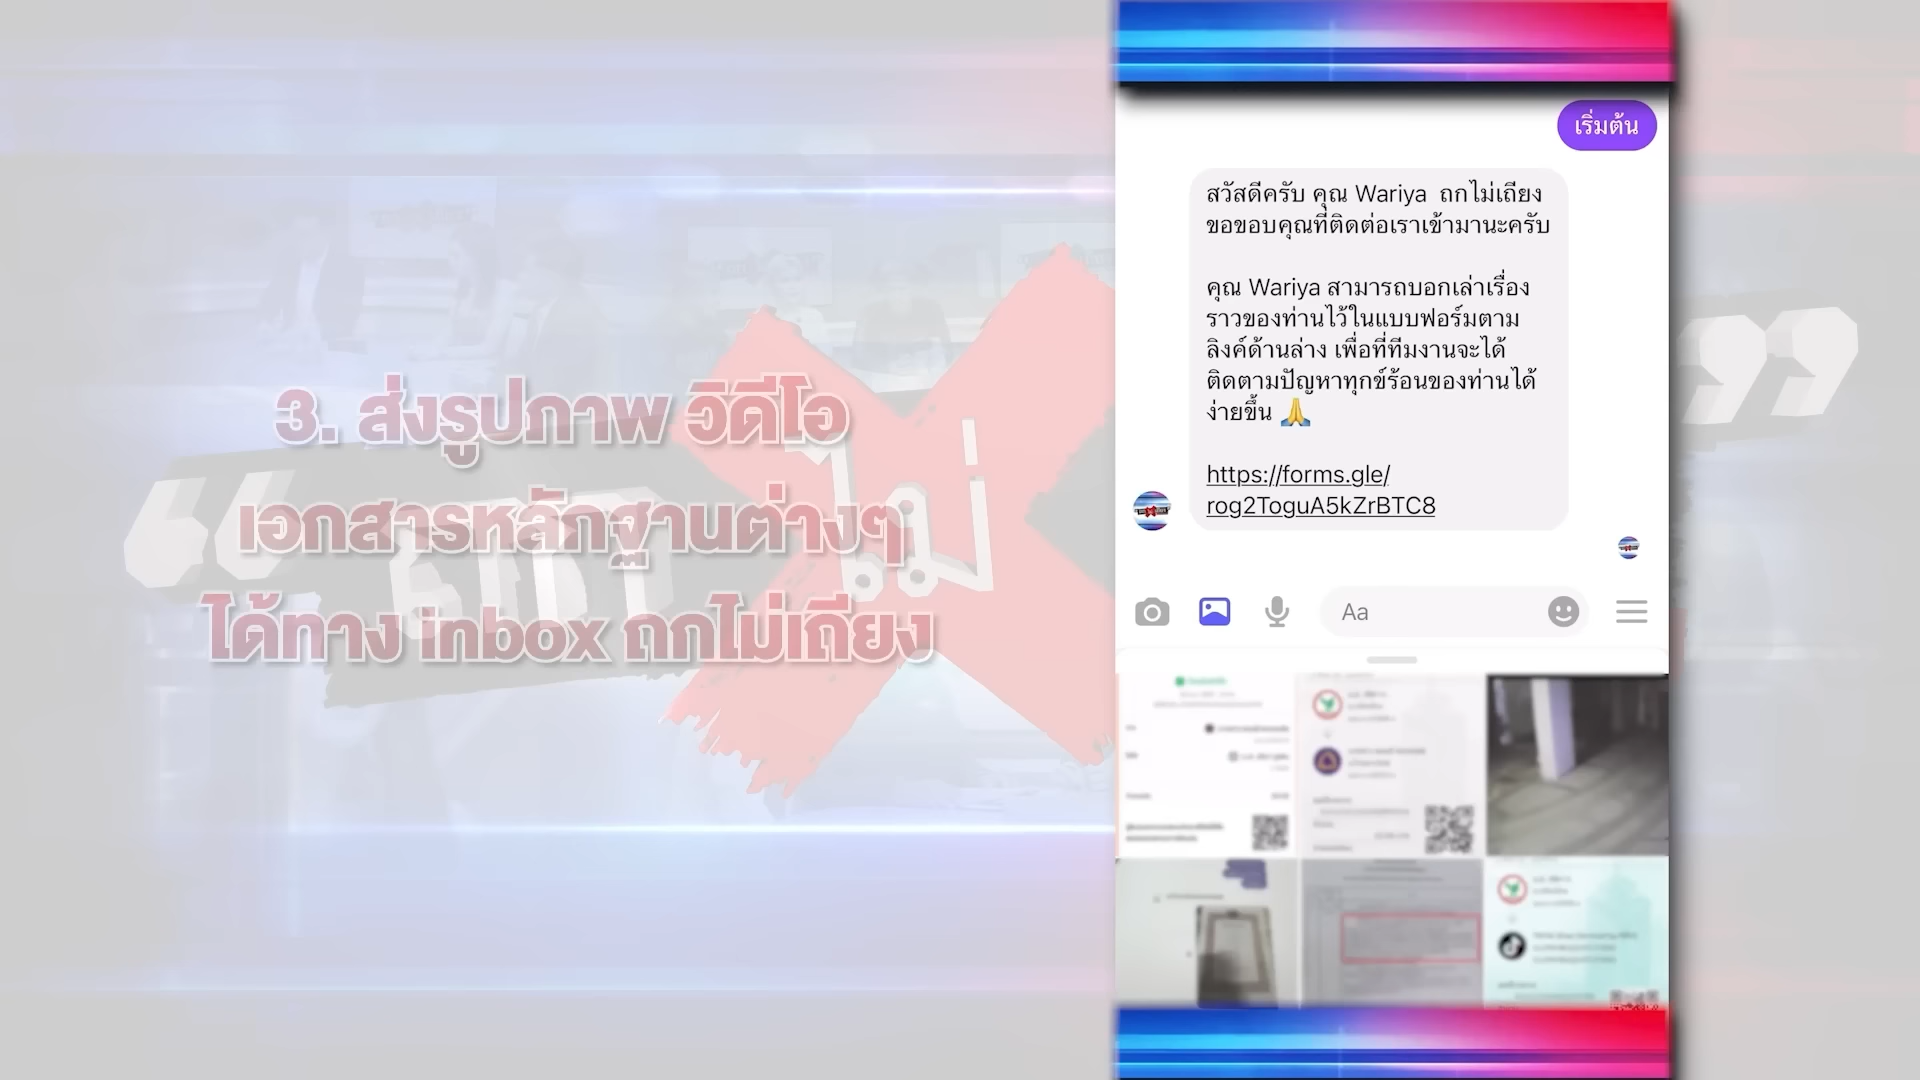 3. ส่งรูปภาพ วิดีโอ
เอกสารหลักฐานต่างๆ
ได้ทาง inbox ถกไม่เถียง
ถก
ไม่
เริ่มต้น
สวัสดีครับ คุณ Wariya ถกไม่เถียง
ขอขอบคุณที่ติดต่อเราเข้ามานะครับ
คุณ Wariya สามารถบอกเล่าเรื่อง
ราวของท่านไว้ในแบบฟอร์มตาม
ลิงค์ด้านล่าง เพื่อที่ทีมงานจะได้
ติดตามปัญหาทุกข์ร้อนของท่านได้
ง่ายขึ้น 🙏
https://forms.gle/
rog2ToguA5kZrBTC8
Aa